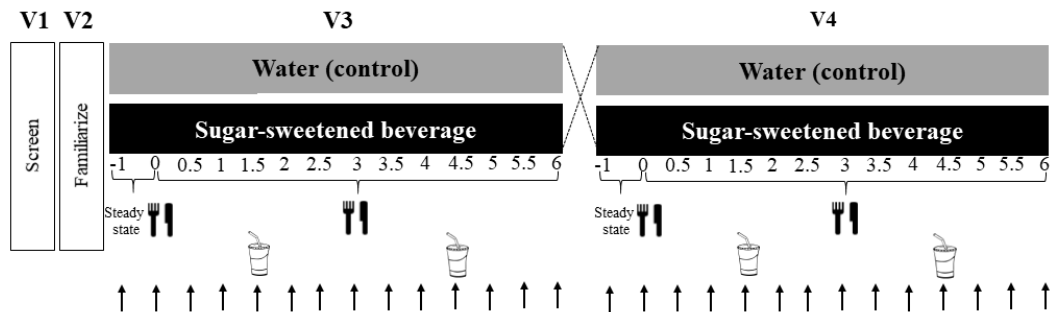 V1 V2 V3 V4
Screen
Familiarize
Water (control)
Sugar-sweetened beverage
-1 0 0.5 1 1.5 2 2.5 3 3.5 4 4.5 5 5.5 6
Steady
state
Water (control)
Sugar-sweetened beverage
-1 0 0.5 1 1.5 2 2.5 3 3.5 4 4.5 5 5.5 6
Steady
state